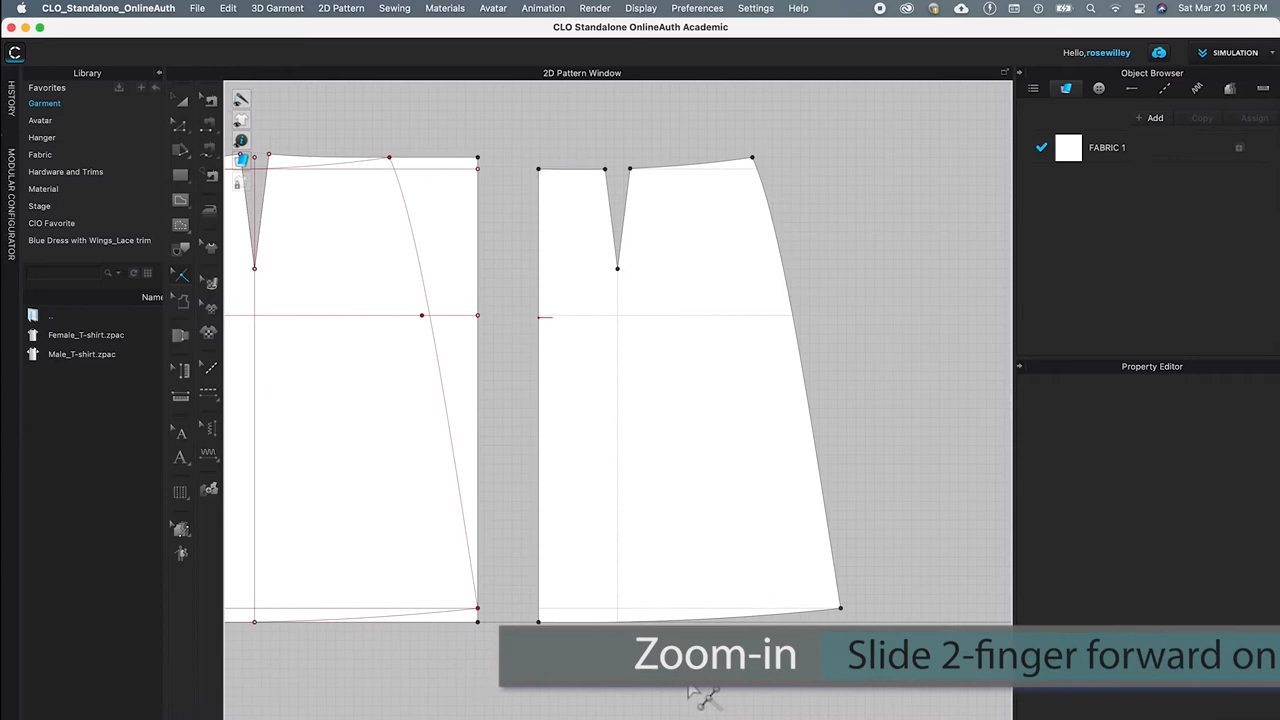 CLO_Standalone_OnlineAuth File Edit 3D Garment 2D Pattern Sewing Materials Avatar Animation Render Display Preferences Settings Help Sat Mar 20 1:06 PM
CLO Standalone OnlineAuth Academic
Hello, rosewilley SIMULATION
HISTORY
MODULAR CONFIGURATOR
Library
Favorites
Garment
Avatar
Hanger
Fabric
Hardware and Trims
Material
Stage
ClO Favorite
Blue Dress with Wings_Lace trim
Name
..
Female_T-shirt.zpac
Male_T-shirt.zpac
2D Pattern Window
Object Browser
+ Add Copy Assign
FABRIC 1
Property Editor
Zoom-in Slide 2-finger forward on